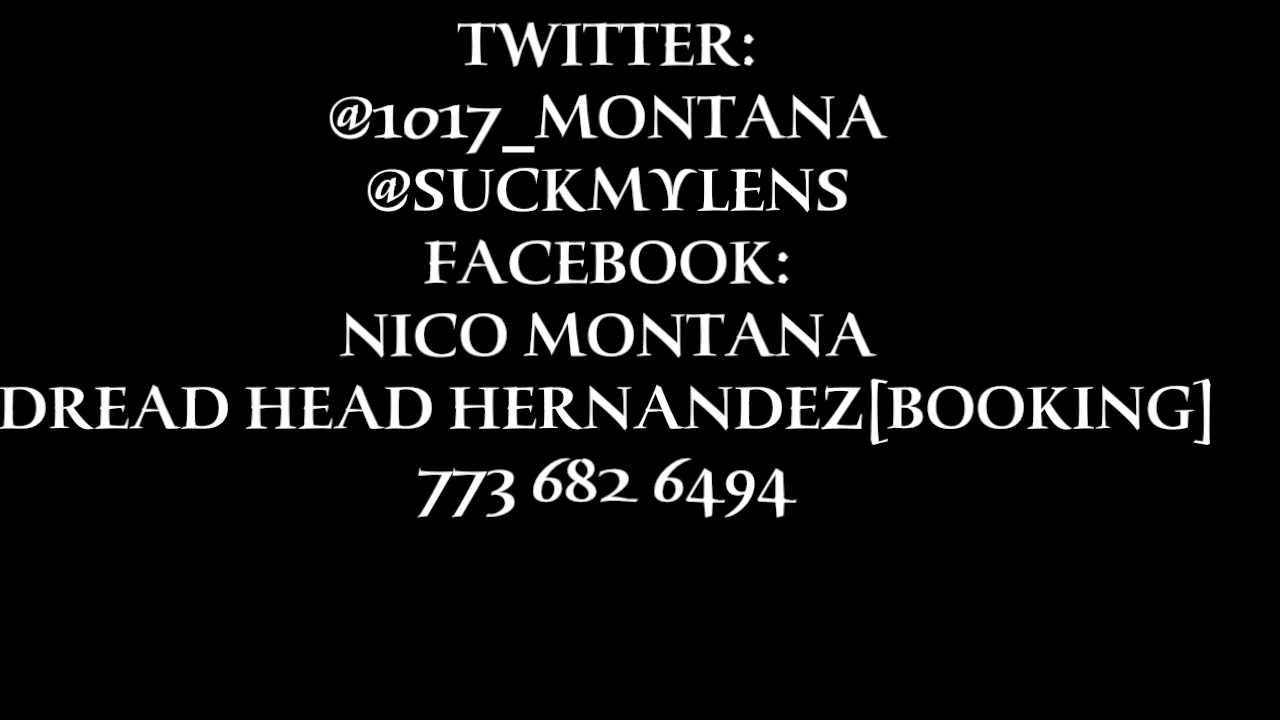 TWITTER:
@1017_MONTANA
@SUCKMYLENS
FACEBOOK:
NICO MONTANA
DREAD HEAD HERNANDEZ[BOOKING]
773 682 6494